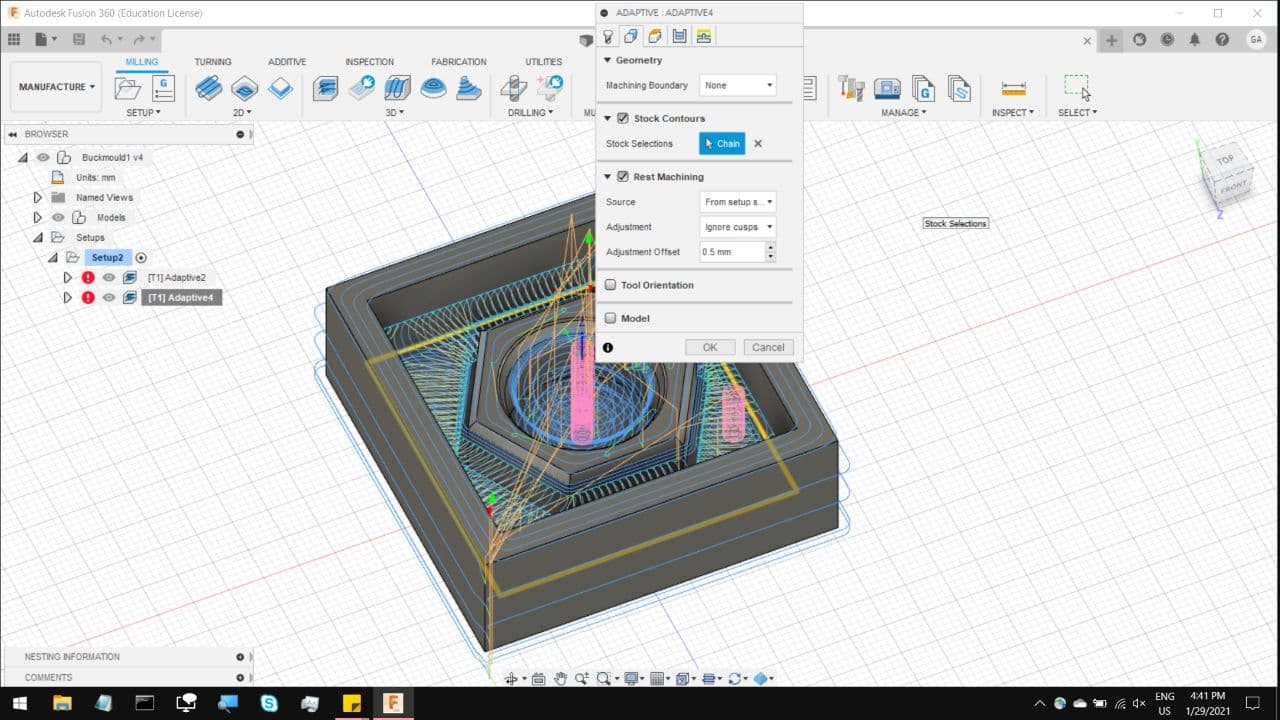 Autodesk Fusion 360 (Education License)
ADAPTIVE : ADAPTIVE4
GA
MILLING TURNING ADDITIVE INSPECTION FABRICATION UTILITIES
MANUFACTURE
SETUP 2D 3D DRILLING MU MANAGE INSPECT SELECT
BROWSER
Buckmould1 v4
Units: mm
Named Views
Models
Setups
Setup2
[T1] Adaptive2
[T1] Adaptive4
Geometry
Machining Boundary None
Stock Contours
Stock Selections Chain
Rest Machining
Source From setup s...
Adjustment Ignore cusps
Adjustment Offset 0.5 mm
Tool Orientation
Model
OK Cancel
Stock Selections
TOP
FRONT
Z
NESTING INFORMATION
COMMENTS
ENG
US
4:41 PM
1/29/2021